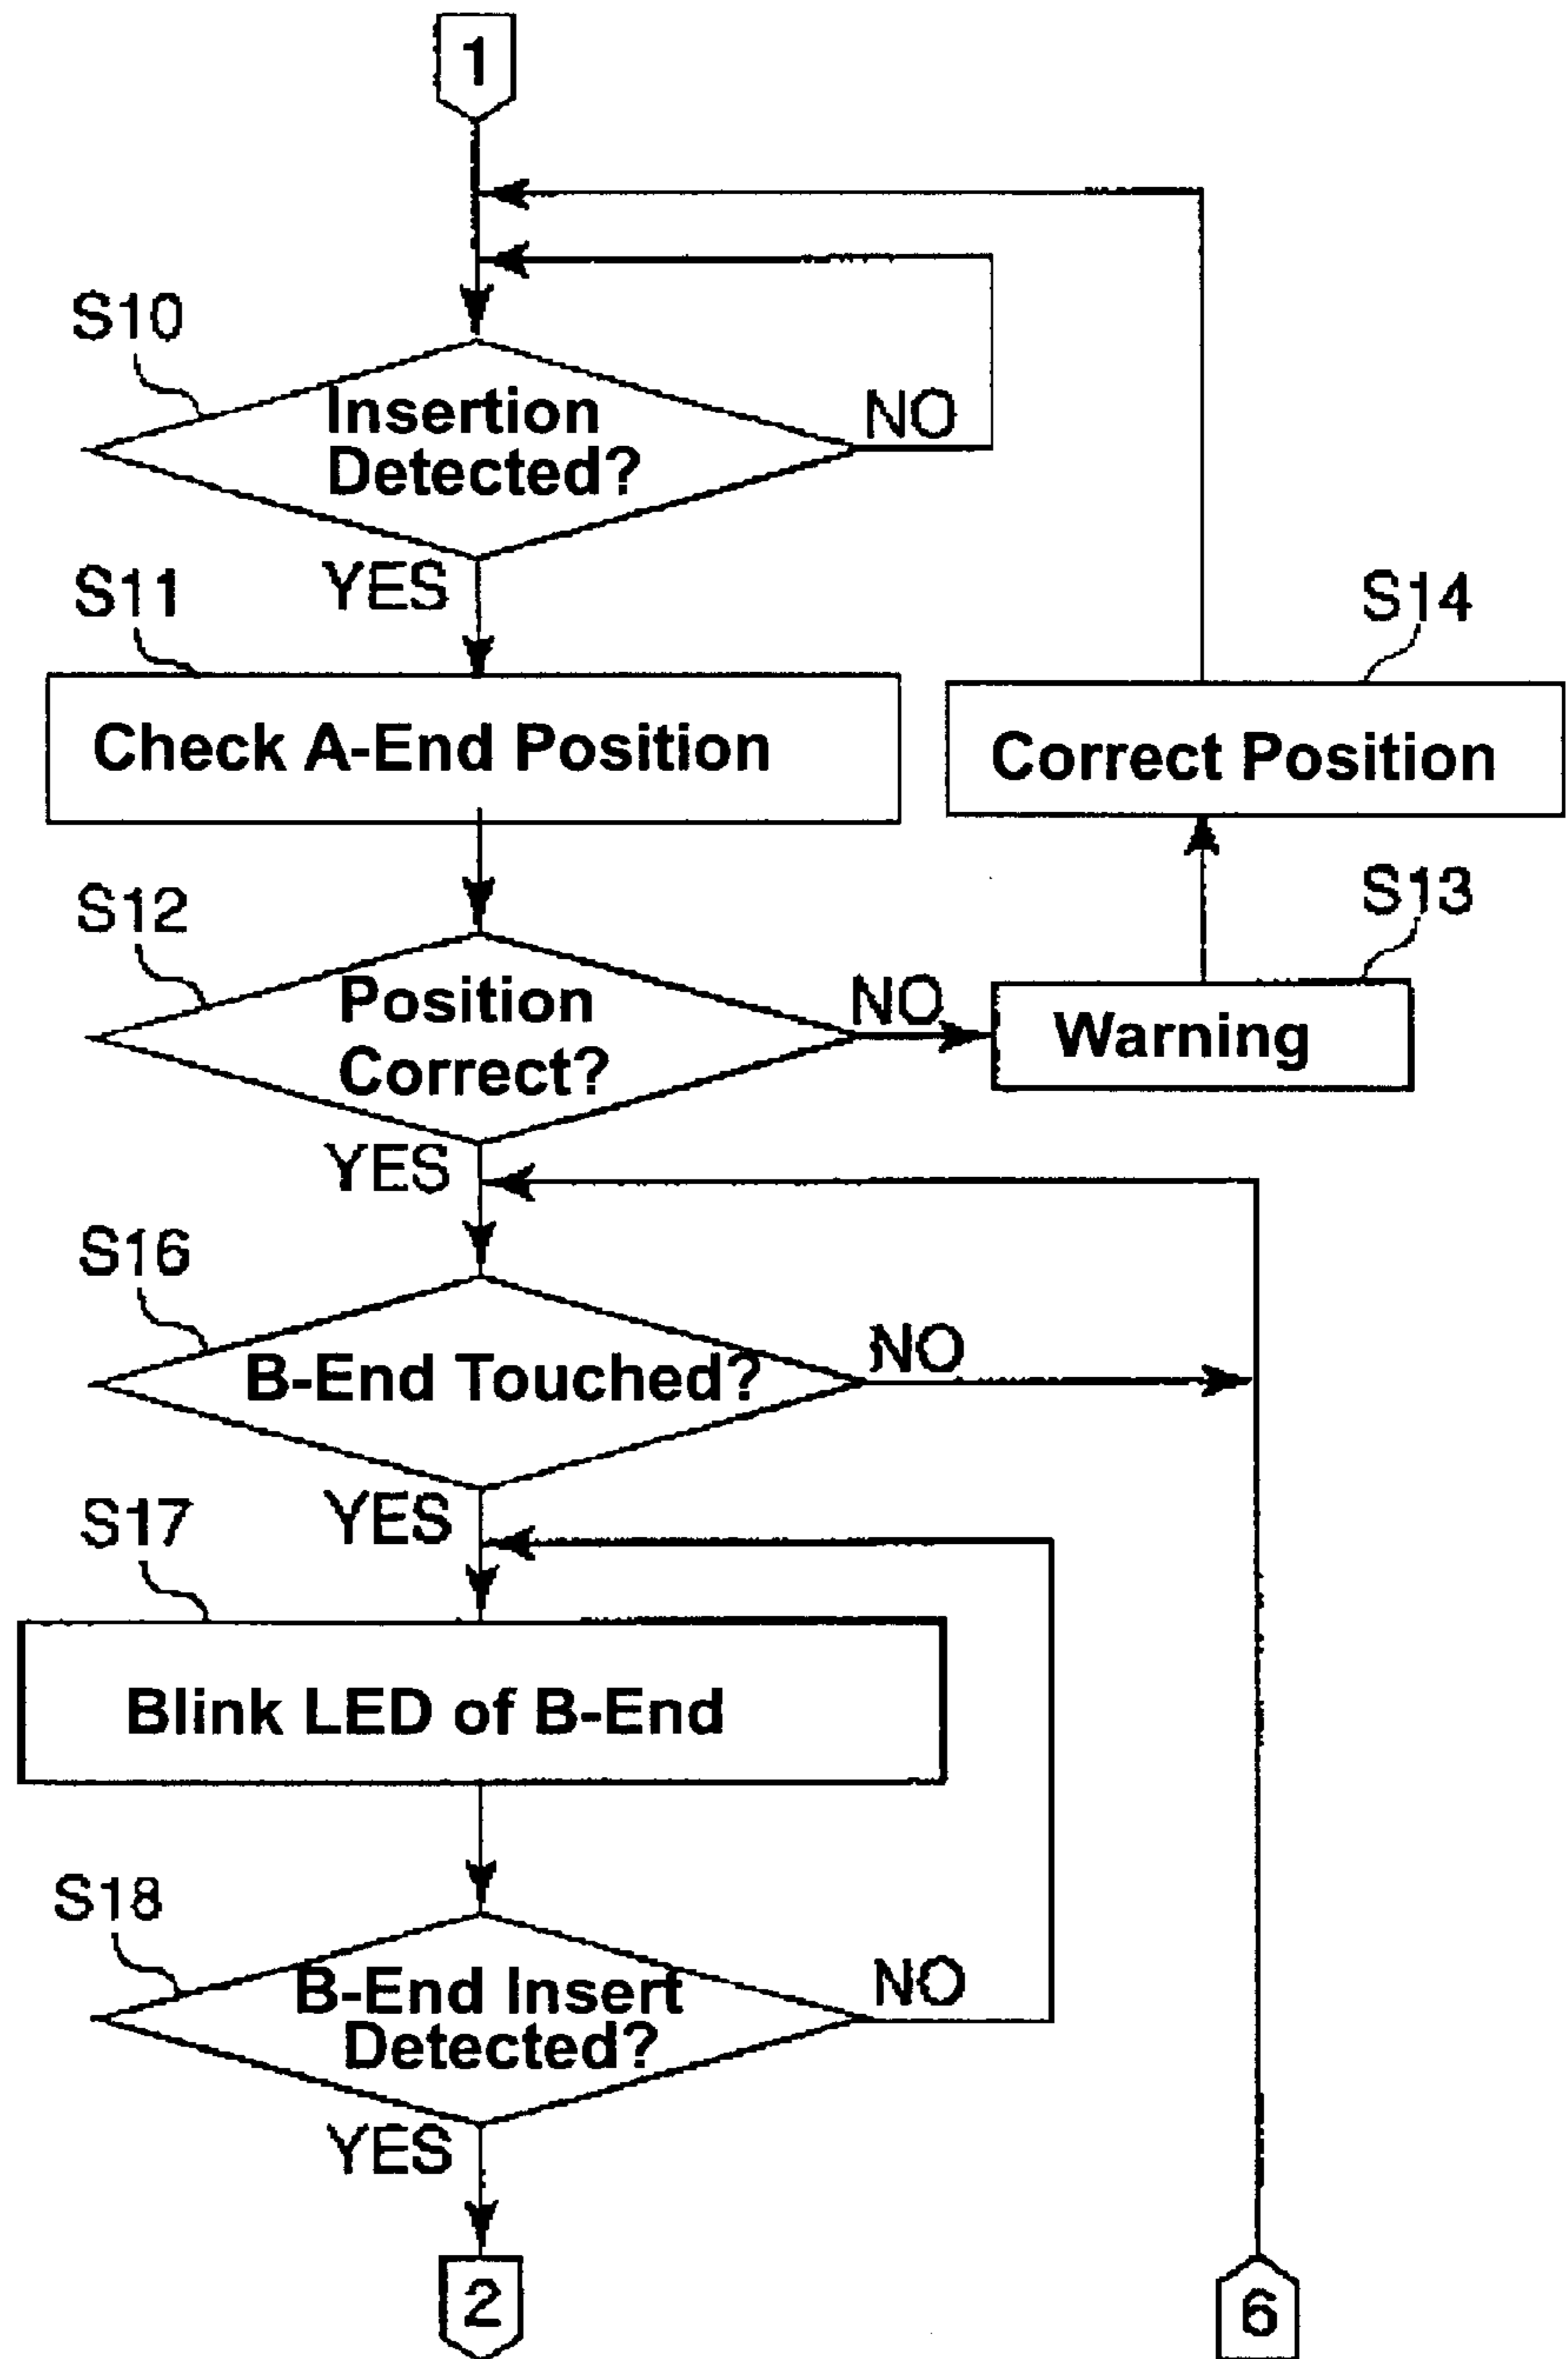 1
S10
Insertion
Detected?
NO
YES
S11
Check A-End Position
S14
Correct Position
S12
Position
Correct?
NO
S13
Warning
YES
S16
B-End Touched?
NO
YES
S17
Blink LED of B-End
S18
B-End Insert
Detected?
NO
YES
2
6